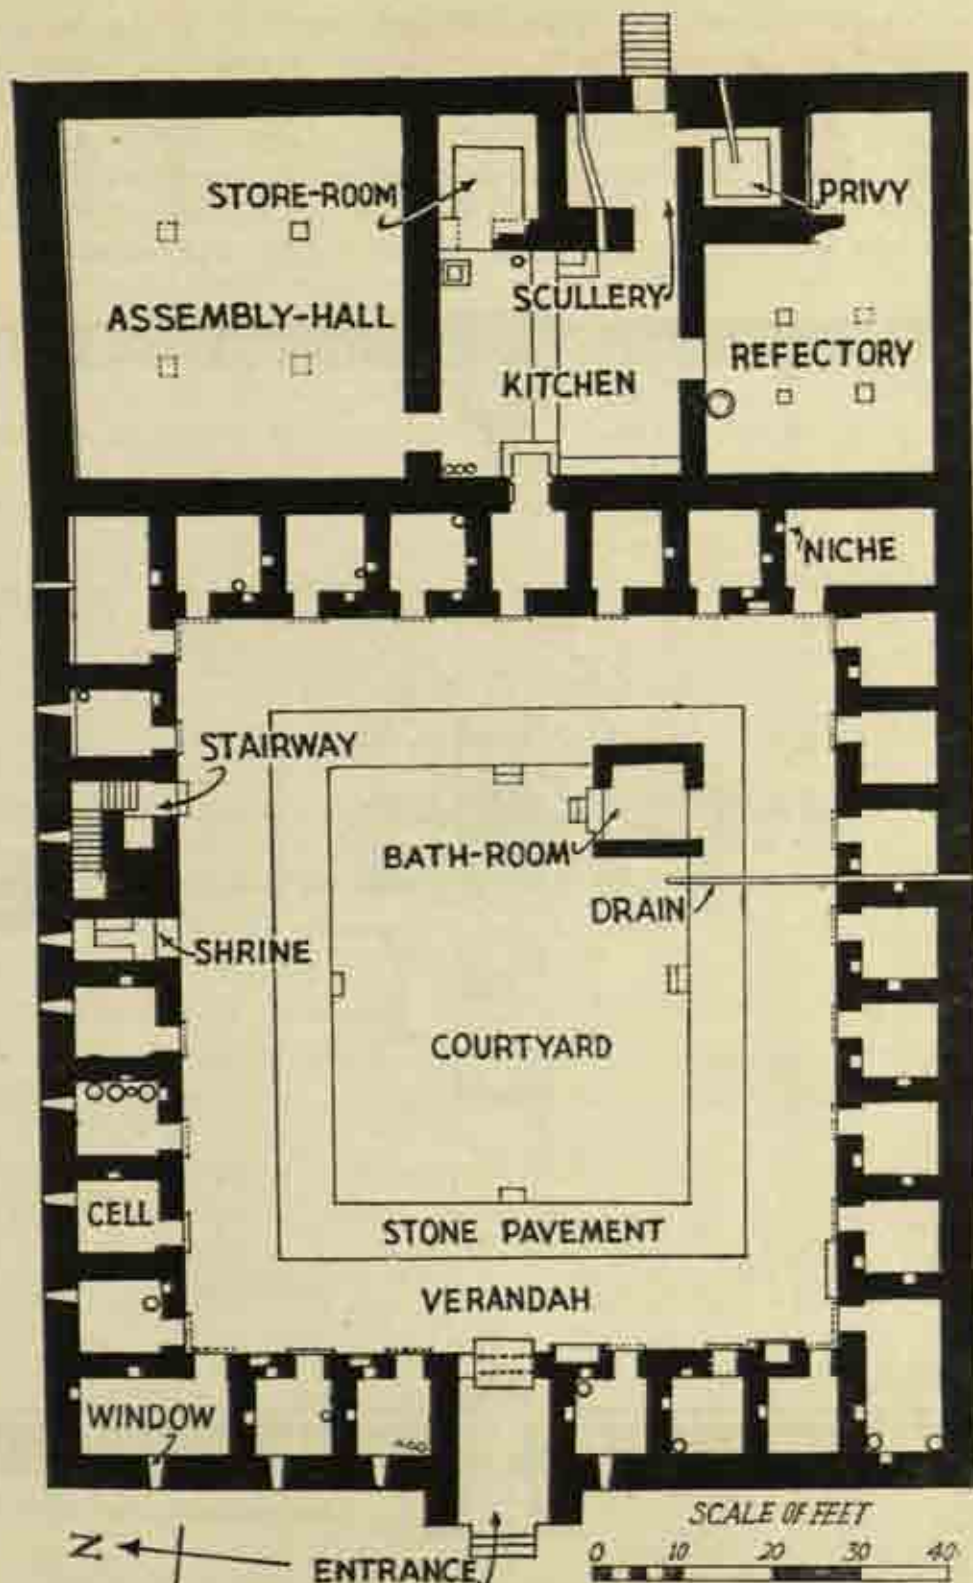 STORE-ROOM
PRIVY
ASSEMBLY-HALL
SCULLERY
REFECTORY
KITCHEN
NICHE
STAIRWAY
BATH-ROOM
DRAIN
SHRINE
COURTYARD
CELL
STONE PAVEMENT
VERANDAH
WINDOW
SCALE OF FEET
N
0 10 20 30 40
ENTRANCE